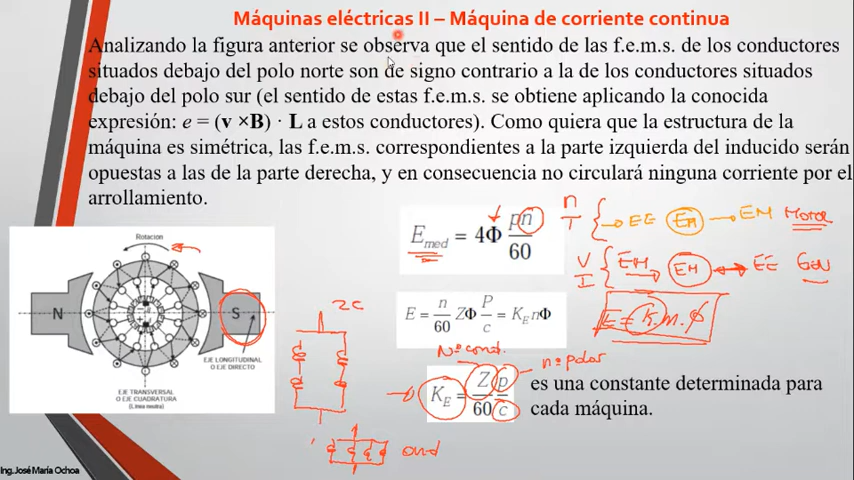 Máquinas eléctricas II – Máquina de corriente continua
Analizando la figura anterior se observa que el sentido de las f.e.m.s. de los conductores
situados debajo del polo norte son de signo contrario a la de los conductores situados
debajo del polo sur (el sentido de estas f.e.m.s. se obtiene aplicando la conocida
expresión: e = (v ×B) · L a estos conductores). Como quiera que la estructura de la
máquina es simétrica, las f.e.m.s. correspondientes a la parte izquierda del inducido serán
opuestas a las de la parte derecha, y en consecuencia no circulará ninguna corriente por el
arrollamiento.
E_med = 4Φ pn/60
n
T
EE EM EM Motor
V
I
EM EM EE Gen
Rotación
N
S
EJE LONGITUDINAL
O EJE DIRECTO
EJE TRANSVERSAL
O EJE CUADRATURA
(Línea neutra)
2C
E = n/60 ZΦ P/c = K_E nΦ
E = K.n.φ
Nº cond.
nº polos
K_E = Z p/60 c
es una constante determinada para
cada máquina.
Ing. José María Ochoa